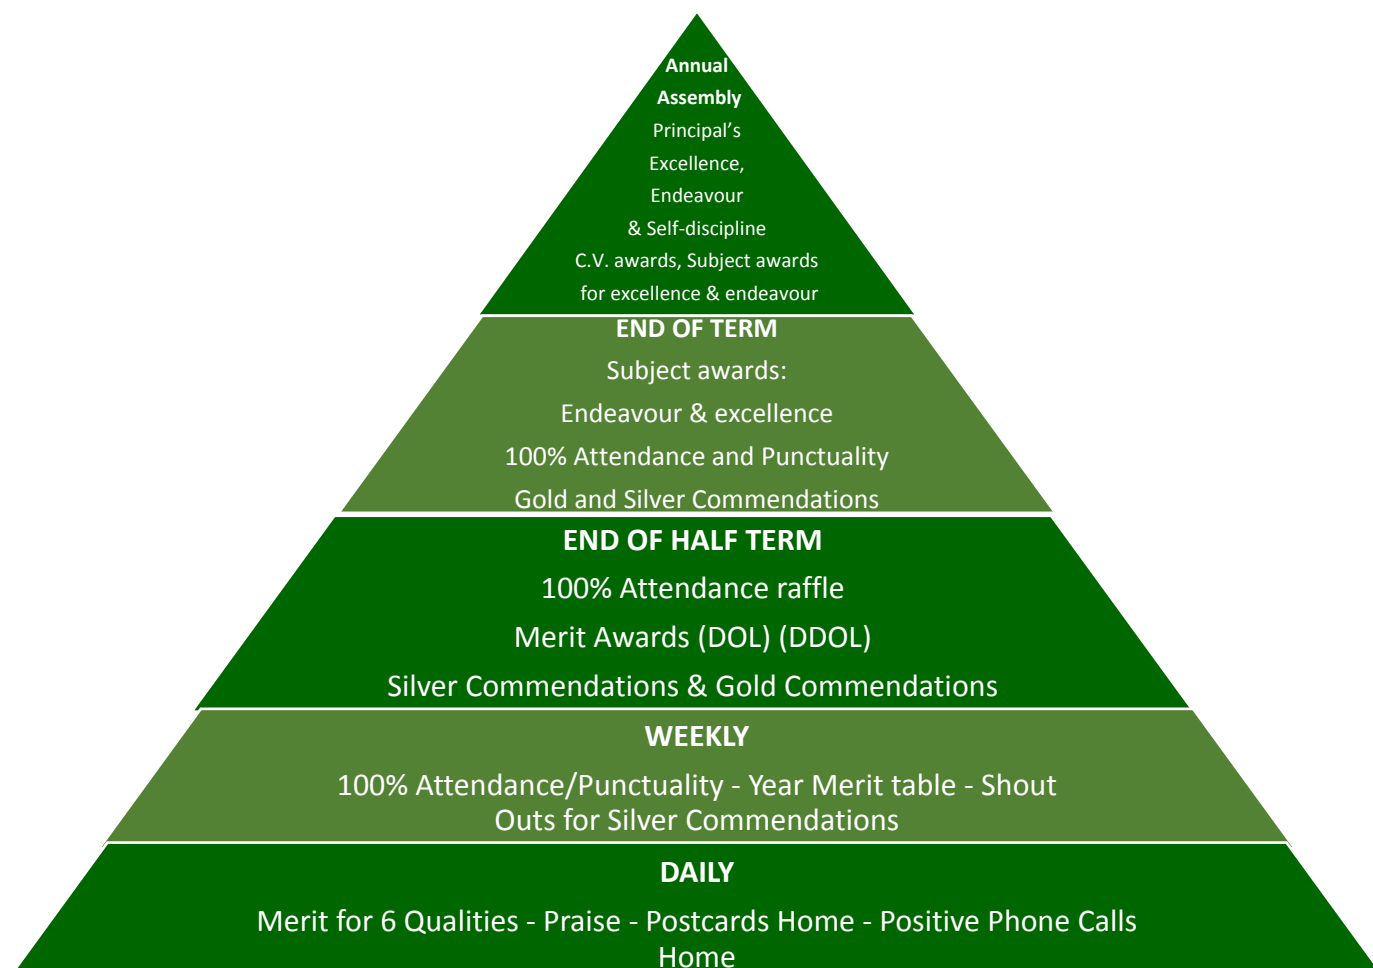 Annual
Assembly
Principal’s
Excellence,
Endeavour
& Self-discipline
C.V. awards, Subject awards
for excellence & endeavour
END OF TERM
Subject awards:
Endeavour & excellence
100% Attendance and Punctuality
Gold and Silver Commendations
END OF HALF TERM
100% Attendance raffle
Merit Awards (DOL) (DDOL)
Silver Commendations & Gold Commendations
WEEKLY
100% Attendance/Punctuality - Year Merit table - Shout
Outs for Silver Commendations
DAILY
Merit for 6 Qualities - Praise - Postcards Home - Positive Phone Calls
Home